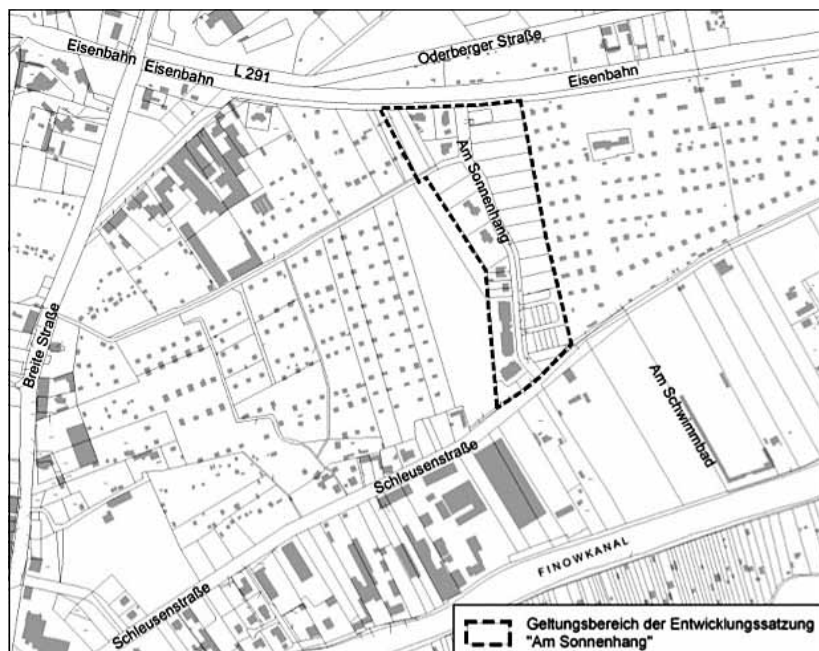 Eisenbahn
Eisenbahn
L 291
Oderberger Straße
Eisenbahn
Am Sonnenhang
Breite Straße
Am Schwimmbad
Schleusenstraße
FINOWKANAL
Schleusenstraße
Geltungsbereich der Entwicklungssatzung
"Am Sonnenhang"